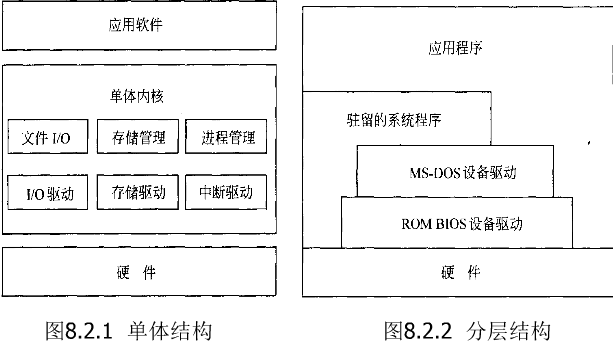 应用软件
单体内核
文件 I/O 存储管理 进程管理
I/O 驱动 存储驱动 中断驱动
硬 件
图8.2.1 单体结构
应用程序
驻留的系统程序
MS-DOS 设备驱动
ROM BIOS 设备驱动
硬 件
图8.2.2 分层结构